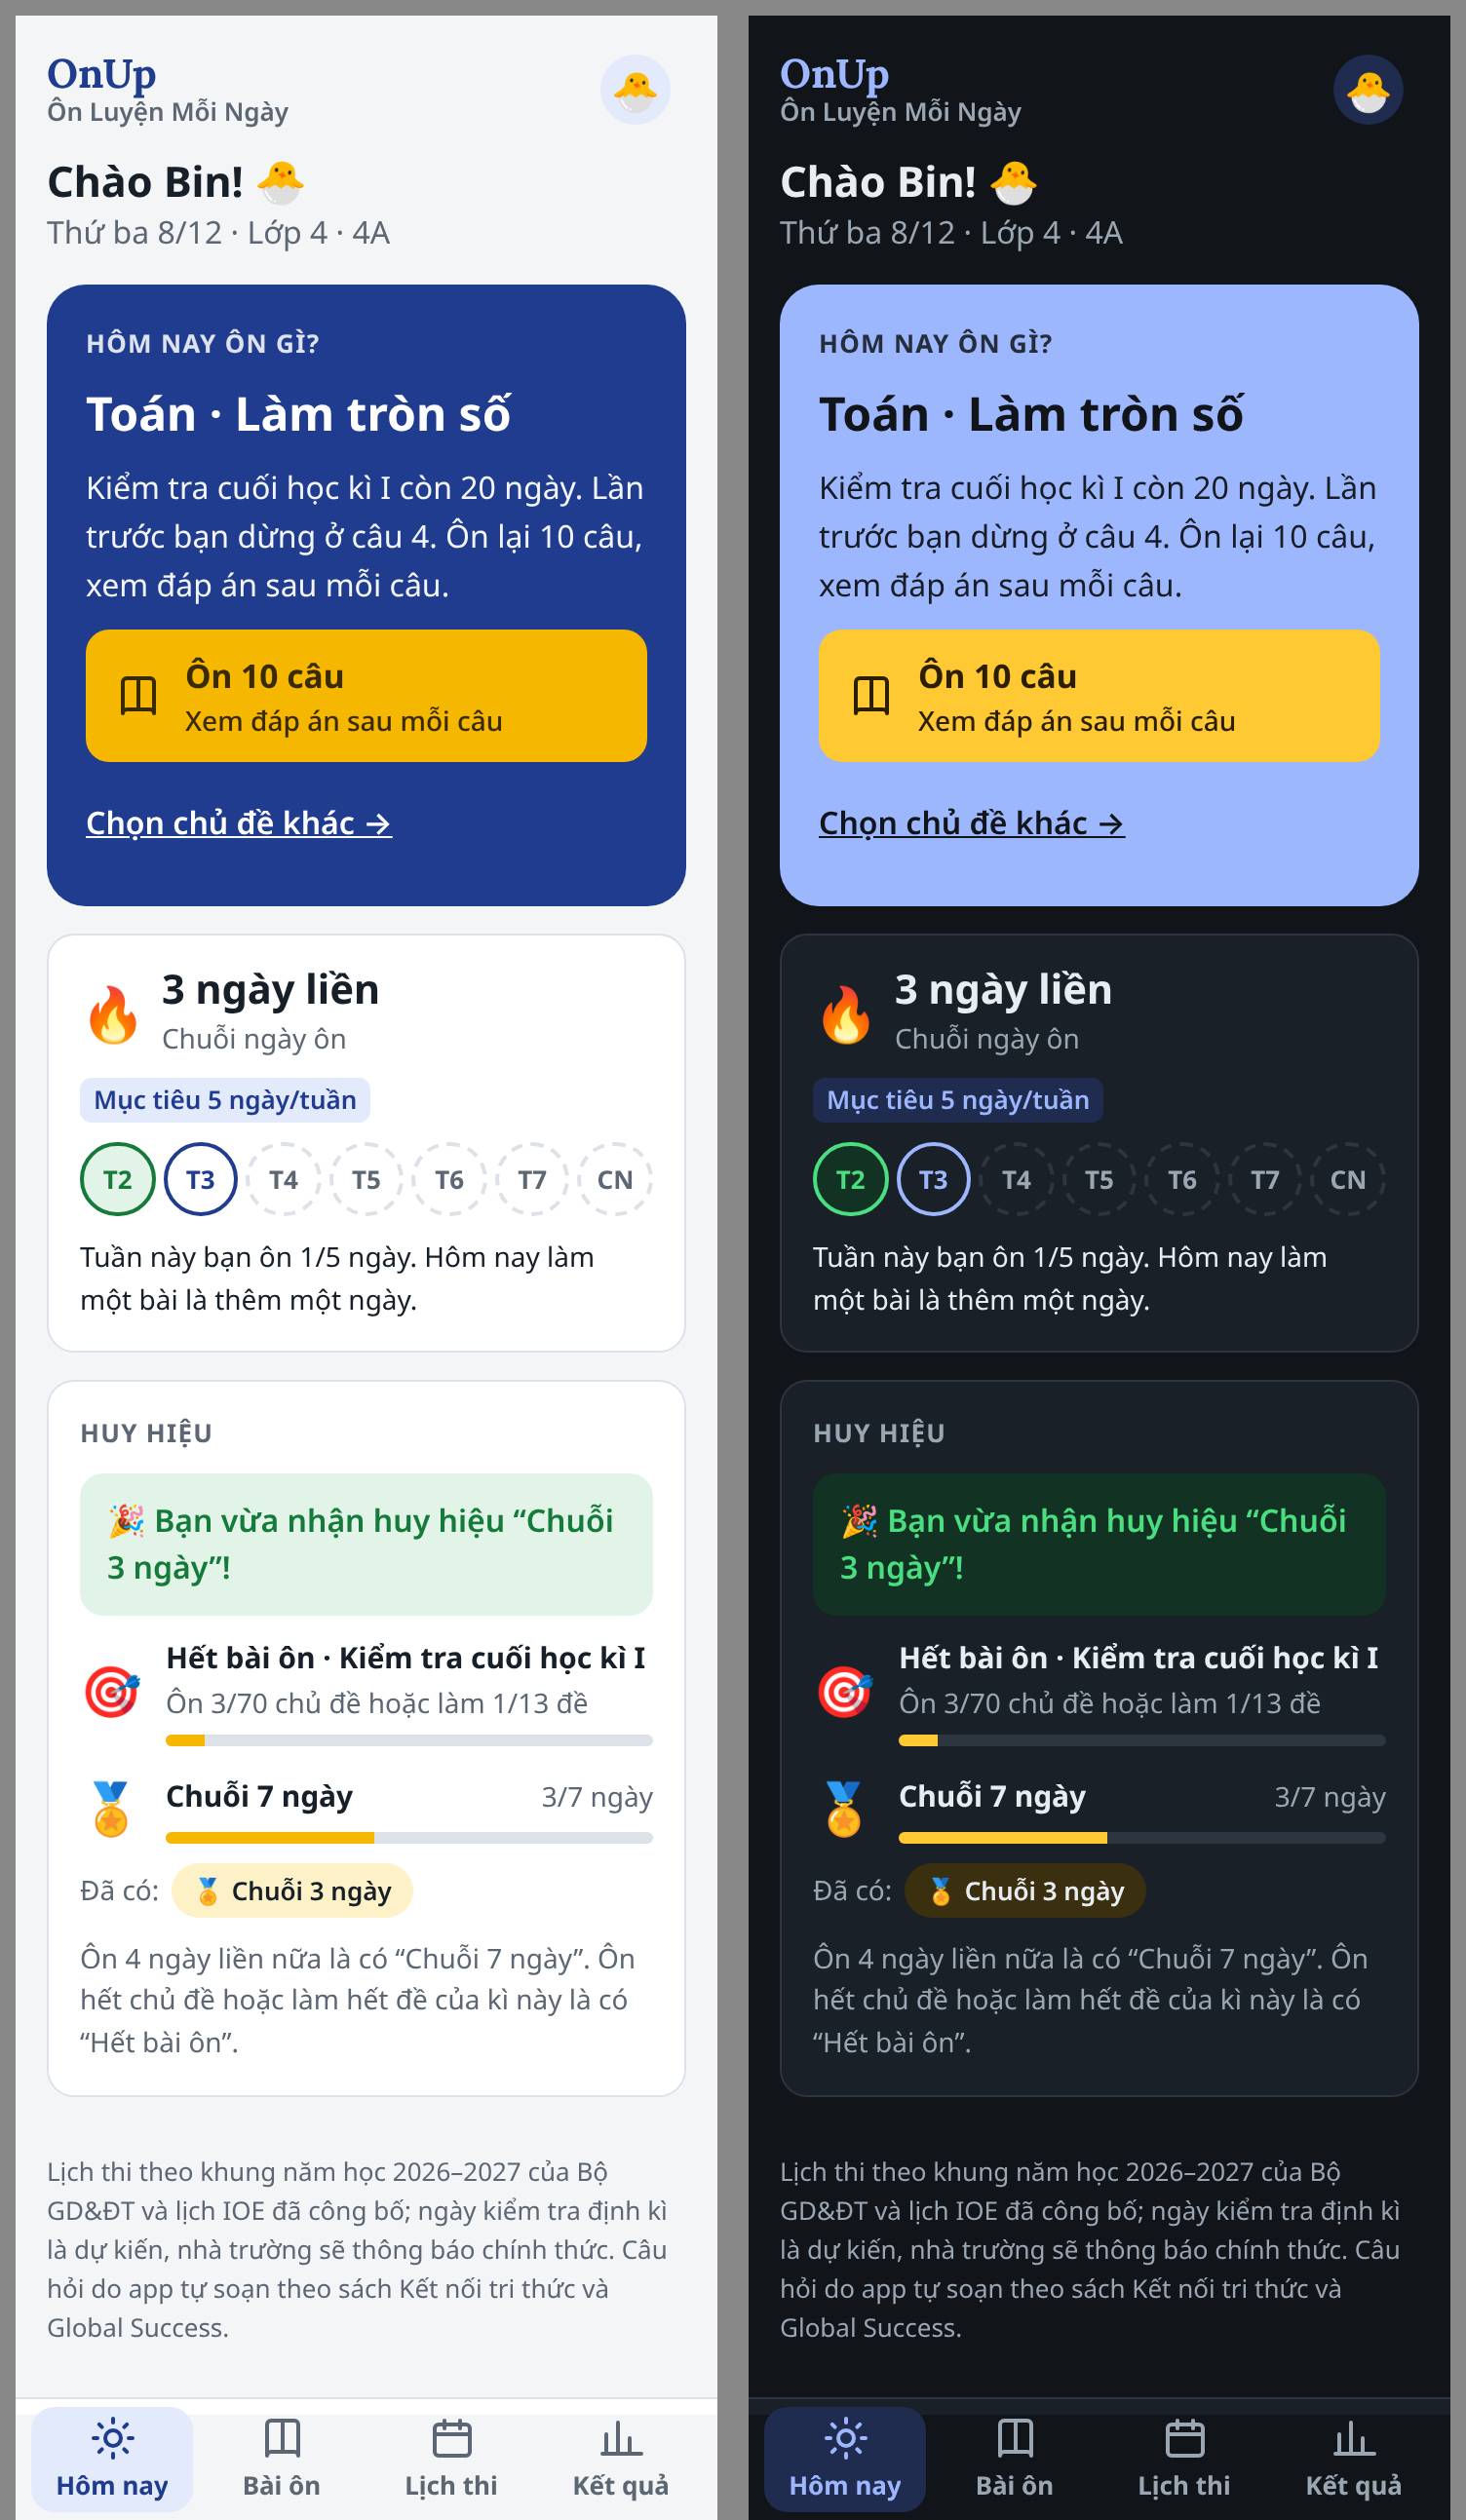 OnUp
Ôn Luyện Mỗi Ngày
Chào Bin! 🐣
Thứ ba 8/12 · Lớp 4 · 4A
HÔM NAY ÔN GÌ?
Toán · Làm tròn số
Kiểm tra cuối học kì I còn 20 ngày. Lần
trước bạn dừng ở câu 4. Ôn lại 10 câu,
xem đáp án sau mỗi câu.
Ôn 10 câu
Xem đáp án sau mỗi câu
Chọn chủ đề khác →
3 ngày liền
Chuỗi ngày ôn
Mục tiêu 5 ngày/tuần
T2 T3 T4 T5 T6 T7 CN
Tuần này bạn ôn 1/5 ngày. Hôm nay làm
một bài là thêm một ngày.
HUY HIỆU
🎉 Bạn vừa nhận huy hiệu “Chuỗi
3 ngày”!
Hết bài ôn · Kiểm tra cuối học kì I
Ôn 3/70 chủ đề hoặc làm 1/13 đề
Chuỗi 7 ngày 3/7 ngày
Đã có: 🏅 Chuỗi 3 ngày
Ôn 4 ngày liền nữa là có “Chuỗi 7 ngày”. Ôn
hết chủ đề hoặc làm hết đề của kì này là có
“Hết bài ôn”.
Lịch thi theo khung năm học 2026–2027 của Bộ
GD&ĐT và lịch IOE đã công bố; ngày kiểm tra định kì
là dự kiến, nhà trường sẽ thông báo chính thức. Câu
hỏi do app tự soạn theo sách Kết nối tri thức và
Global Success.
Hôm nay Bài ôn Lịch thi Kết quả
OnUp
Ôn Luyện Mỗi Ngày
Chào Bin! 🐣
Thứ ba 8/12 · Lớp 4 · 4A
HÔM NAY ÔN GÌ?
Toán · Làm tròn số
Kiểm tra cuối học kì I còn 20 ngày. Lần
trước bạn dừng ở câu 4. Ôn lại 10 câu,
xem đáp án sau mỗi câu.
Ôn 10 câu
Xem đáp án sau mỗi câu
Chọn chủ đề khác →
3 ngày liền
Chuỗi ngày ôn
Mục tiêu 5 ngày/tuần
T2 T3 T4 T5 T6 T7 CN
Tuần này bạn ôn 1/5 ngày. Hôm nay làm
một bài là thêm một ngày.
HUY HIỆU
🎉 Bạn vừa nhận huy hiệu “Chuỗi
3 ngày”!
Hết bài ôn · Kiểm tra cuối học kì I
Ôn 3/70 chủ đề hoặc làm 1/13 đề
Chuỗi 7 ngày 3/7 ngày
Đã có: 🏅 Chuỗi 3 ngày
Ôn 4 ngày liền nữa là có “Chuỗi 7 ngày”. Ôn
hết chủ đề hoặc làm hết đề của kì này là có
“Hết bài ôn”.
Lịch thi theo khung năm học 2026–2027 của Bộ
GD&ĐT và lịch IOE đã công bố; ngày kiểm tra định kì
là dự kiến, nhà trường sẽ thông báo chính thức. Câu
hỏi do app tự soạn theo sách Kết nối tri thức và
Global Success.
Hôm nay Bài ôn Lịch thi Kết quả